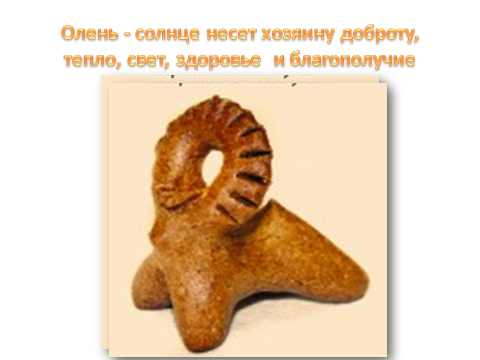 Олень - солнце несет хозяину доброту,
тепло, свет, здоровье и благополучие